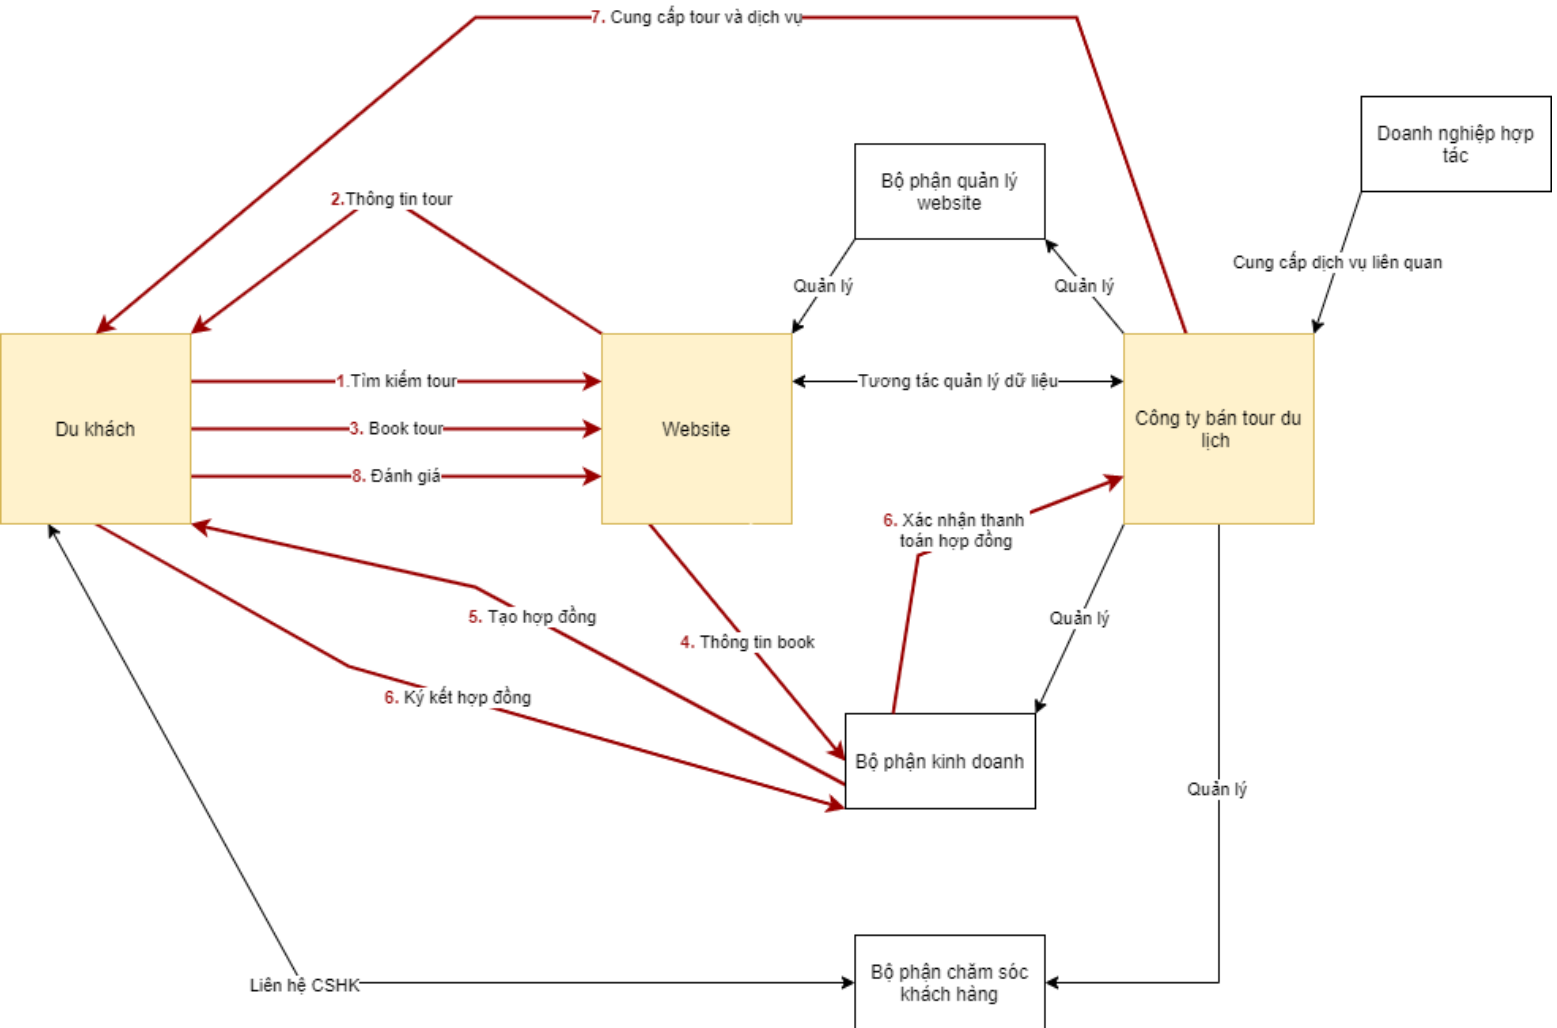 7. Cung cấp tour và dịch vụ
Doanh nghiệp hợp
tác
Bộ phận quản lý
website
2.Thông tin tour
Cung cấp dịch vụ liên quan
Quản lý
Quản lý
1.Tìm kiếm tour
Tương tác quản lý dữ liệu
Du khách
3. Book tour
Website
Công ty bán tour du
lịch
8. Đánh giá
6. Xác nhận thanh
toán hợp đồng
5. Tạo hợp đồng
Quản lý
4. Thông tin book
6. Ký kết hợp đồng
Bộ phận kinh doanh
Quản lý
Bộ phận chăm sóc
khách hàng
Liên hệ CSHK